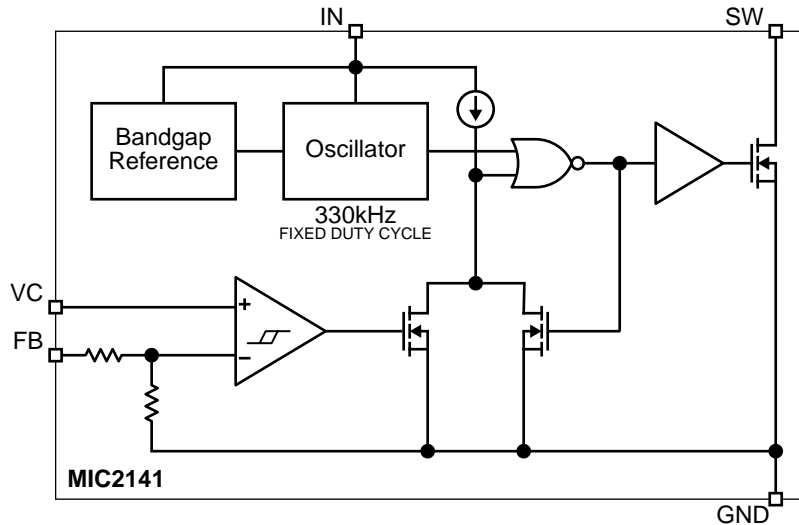 IN
SW
Bandgap
Reference
Oscillator
330kHz
FIXED DUTY CYCLE
VC
+
FB
–
MIC2141
GND